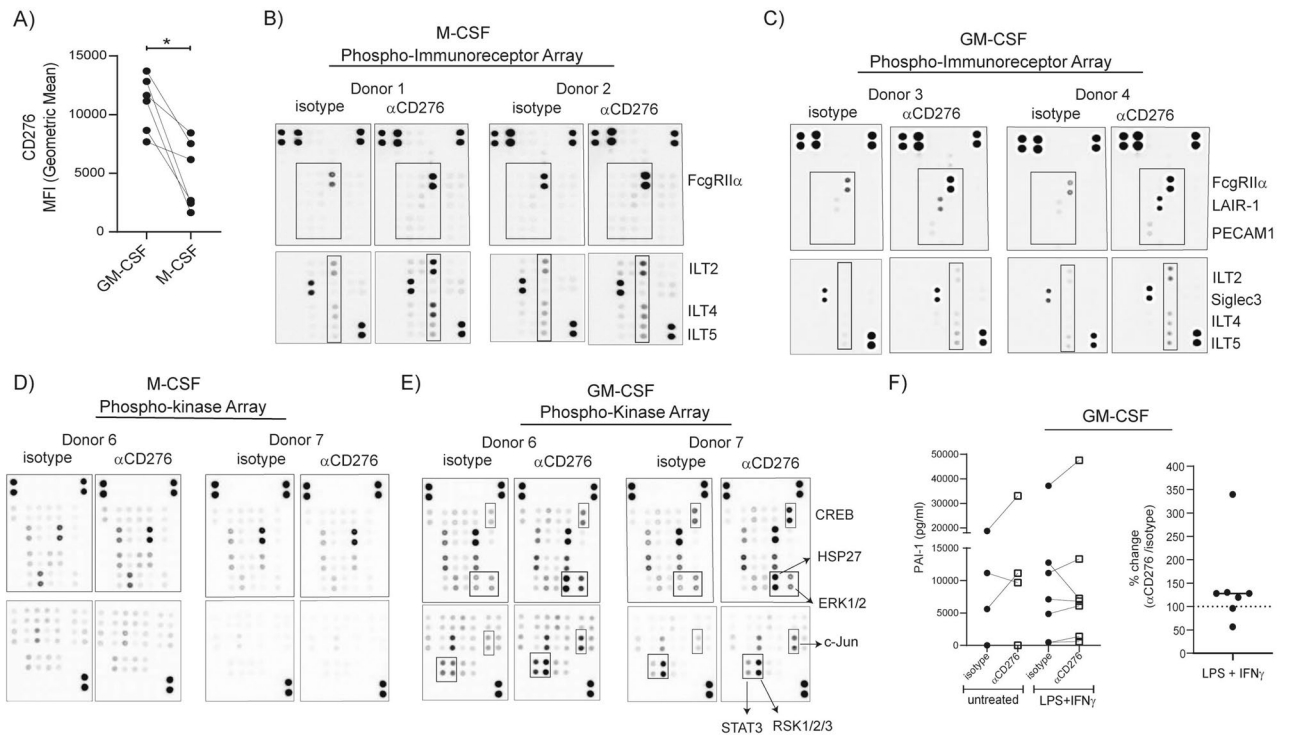 A)
*
15000
10000
5000
0
CD276
MFI (Geometric Mean)
GM-CSF
M-CSF
B)
M-CSF
Phospho-Immunoreceptor Array
Donor 1
Donor 2
isotype
αCD276
isotype
αCD276
FcgRIIα
ILT2
ILT4
ILT5
C)
GM-CSF
Phospho-Immunoreceptor Array
Donor 3
Donor 4
isotype
αCD276
isotype
αCD276
FcgRIIα
LAIR-1
PECAM1
ILT2
Siglec3
ILT4
ILT5
D)
M-CSF
Phospho-kinase Array
Donor 6
Donor 7
isotype
αCD276
isotype
αCD276
E)
GM-CSF
Phospho-Kinase Array
Donor 6
Donor 7
isotype
αCD276
isotype
αCD276
CREB
HSP27
ERK1/2
c-Jun
STAT3
RSK1/2/3
F)
GM-CSF
PAI-1 (pg/ml)
50000
40000
30000
20000
15000
10000
5000
0
isotype
αCD276
isotype
αCD276
untreated
LPS+IFNγ
% change
(αCD276 /isotype)
400
350
300
250
200
150
100
50
0
LPS + IFNγ